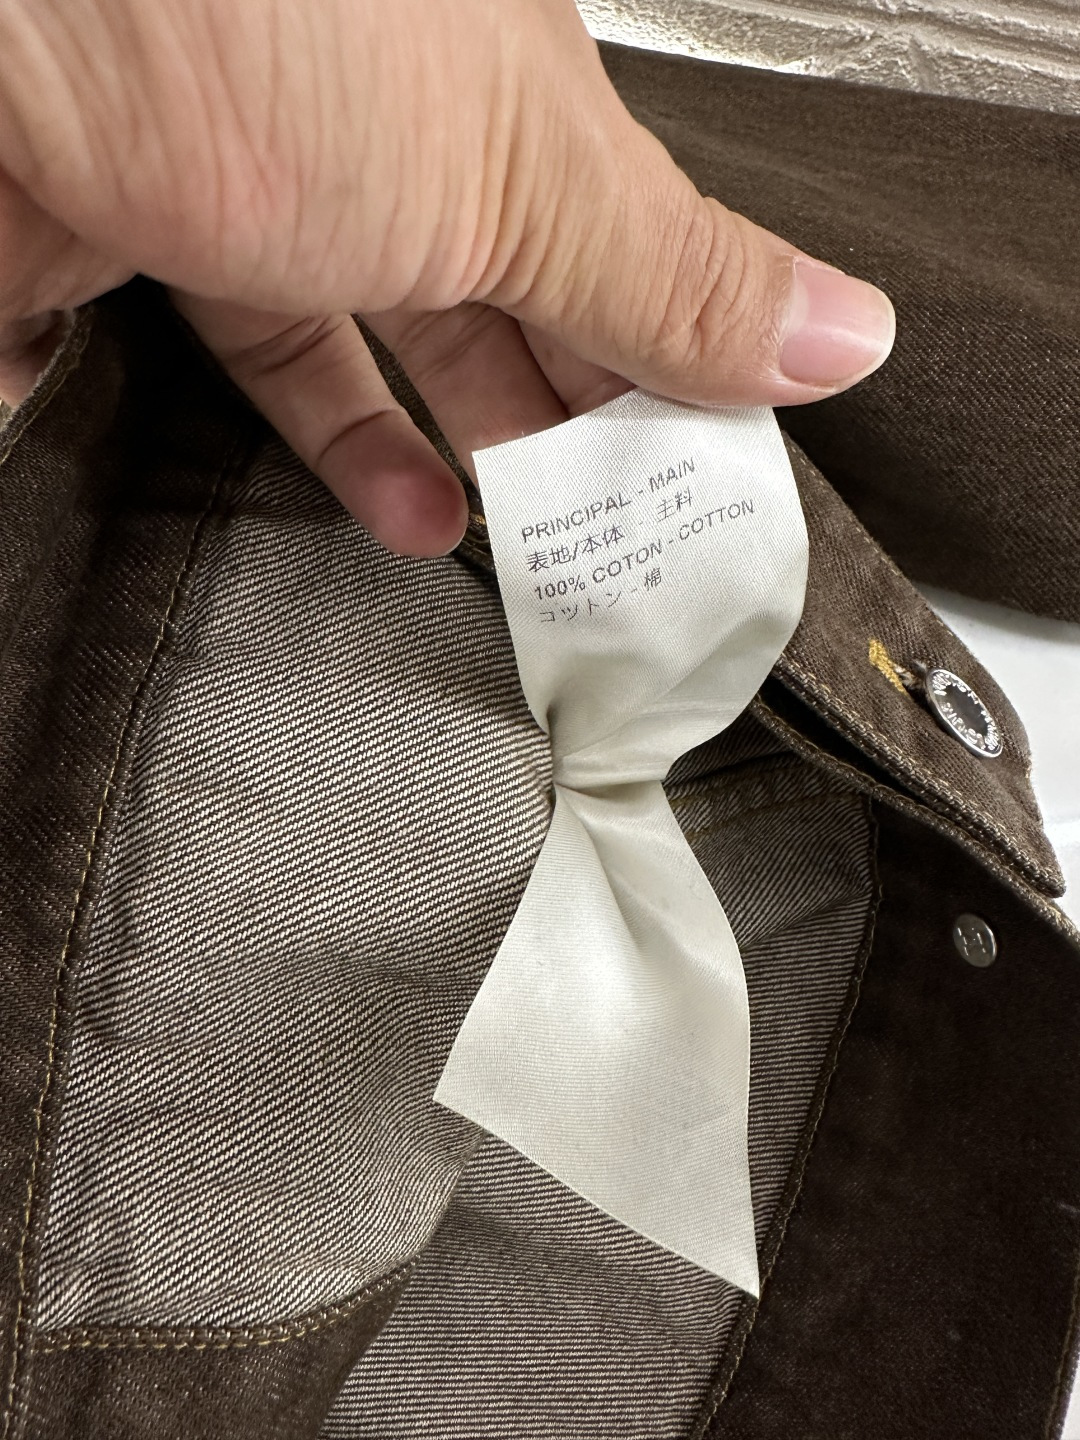 PRINCIPAL - MAIN
表地/本体 - 主料
100% COTON - COTTON
コットン - 棉